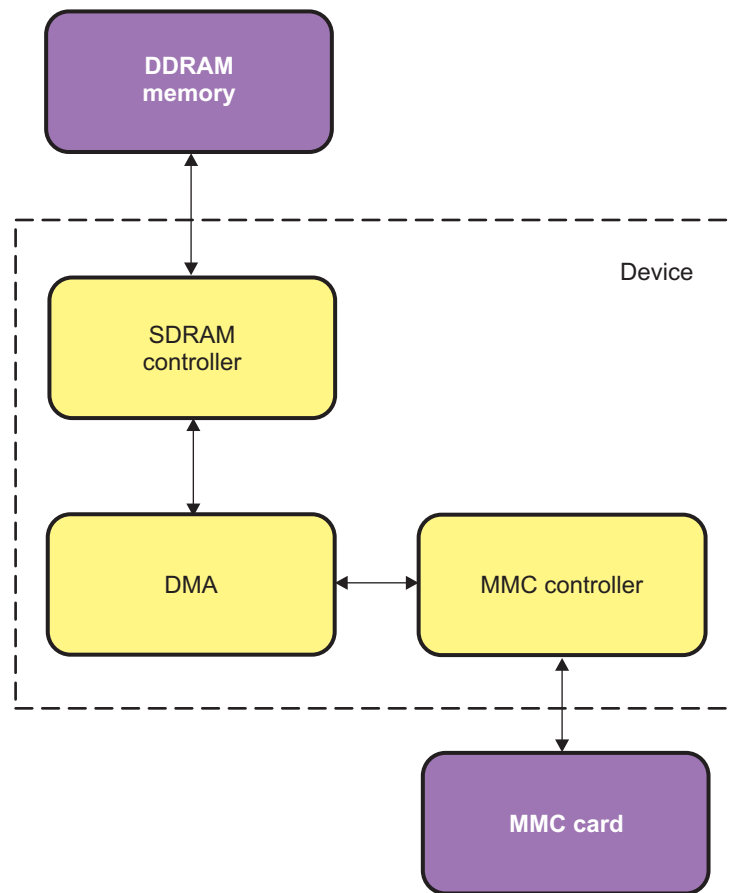 DDRAM
memory
Device
SDRAM
controller
DMA
MMC controller
MMC card